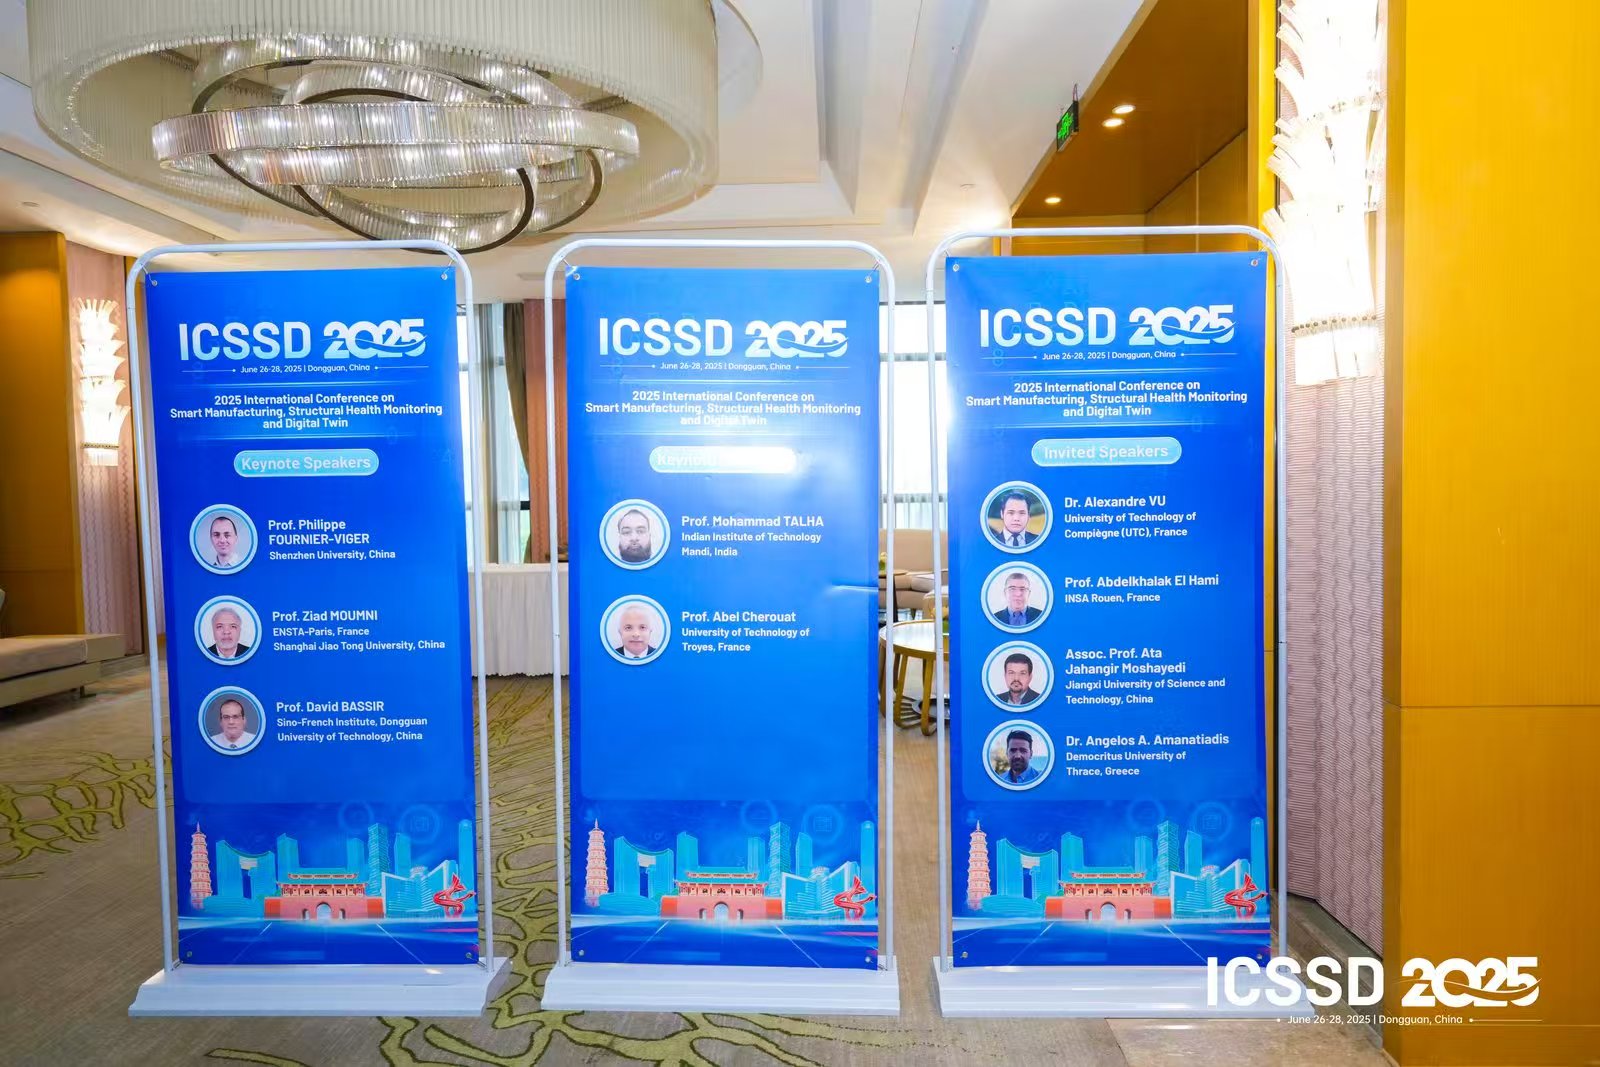 ICSSD 2025
June 26-28, 2025 | Dongguan, China
2025 International Conference on
Smart Manufacturing, Structural Health Monitoring
and Digital Twin
Keynote Speakers
Prof. Philippe
FOURNIER-VIGER
Shenzhen University, China
Prof. Ziad MOUMNI
ENSTA-Paris, France
Shanghai Jiao Tong University, China
Prof. David BASSIR
Sino-French Institute, Dongguan
University of Technology, China
ICSSD 2025
June 26-28, 2025 | Dongguan, China
2025 International Conference on
Smart Manufacturing, Structural Health Monitoring
and Digital Twin
Prof. Mohammad TALHA
Indian Institute of Technology
Mandi, India
Prof. Abel Cherouat
University of Technology of
Troyes, France
ICSSD 2025
June 26-28, 2025 | Dongguan, China
2025 International Conference on
Smart Manufacturing, Structural Health Monitoring
and Digital Twin
Invited Speakers
Dr. Alexandre VU
University of Technology of
Compiègne (UTC), France
Prof. Abdelkhalak El Hami
INSA Rouen, France
Assoc. Prof. Ata
Jahangir Moshayedi
Jiangxi University of Science and
Technology, China
Dr. Angelos A. Amanatiadis
Democritus University of
Thrace, Greece
ICSSD 2025
June 26-28, 2025 | Dongguan, China